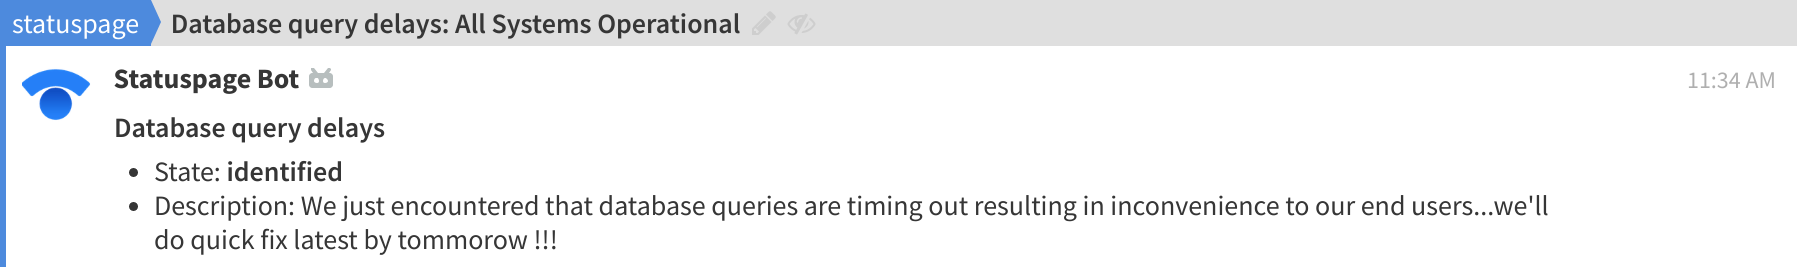 statuspage Database query delays: All Systems Operational
Statuspage Bot 11:34 AM
Database query delays
• State: identified
• Description: We just encountered that database queries are timing out resulting in inconvenience to our end users...we'll
do quick fix latest by tommorow !!!